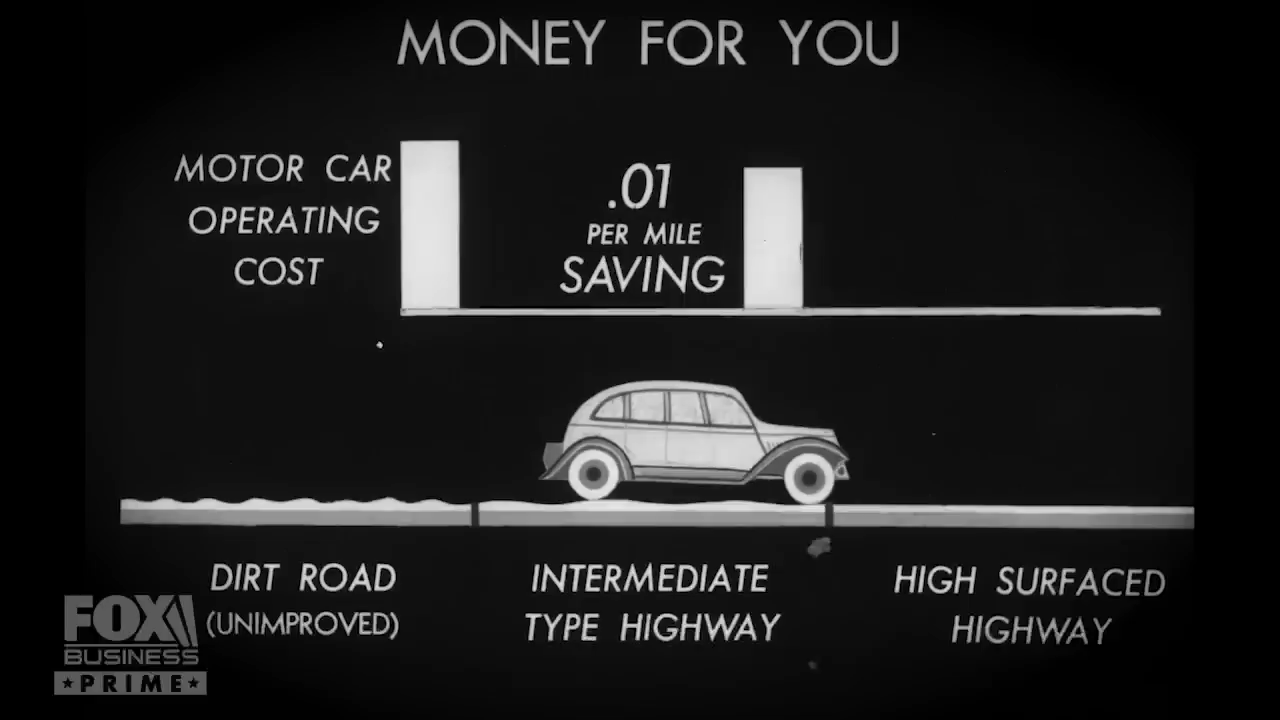 MONEY FOR YOU
MOTOR CAR
OPERATING
COST
.01
PER MILE
SAVING
DIRT ROAD
(UNIMPROVED)
INTERMEDIATE
TYPE HIGHWAY
HIGH SURFACED
HIGHWAY
FOX
BUSINESS
★PRIME★